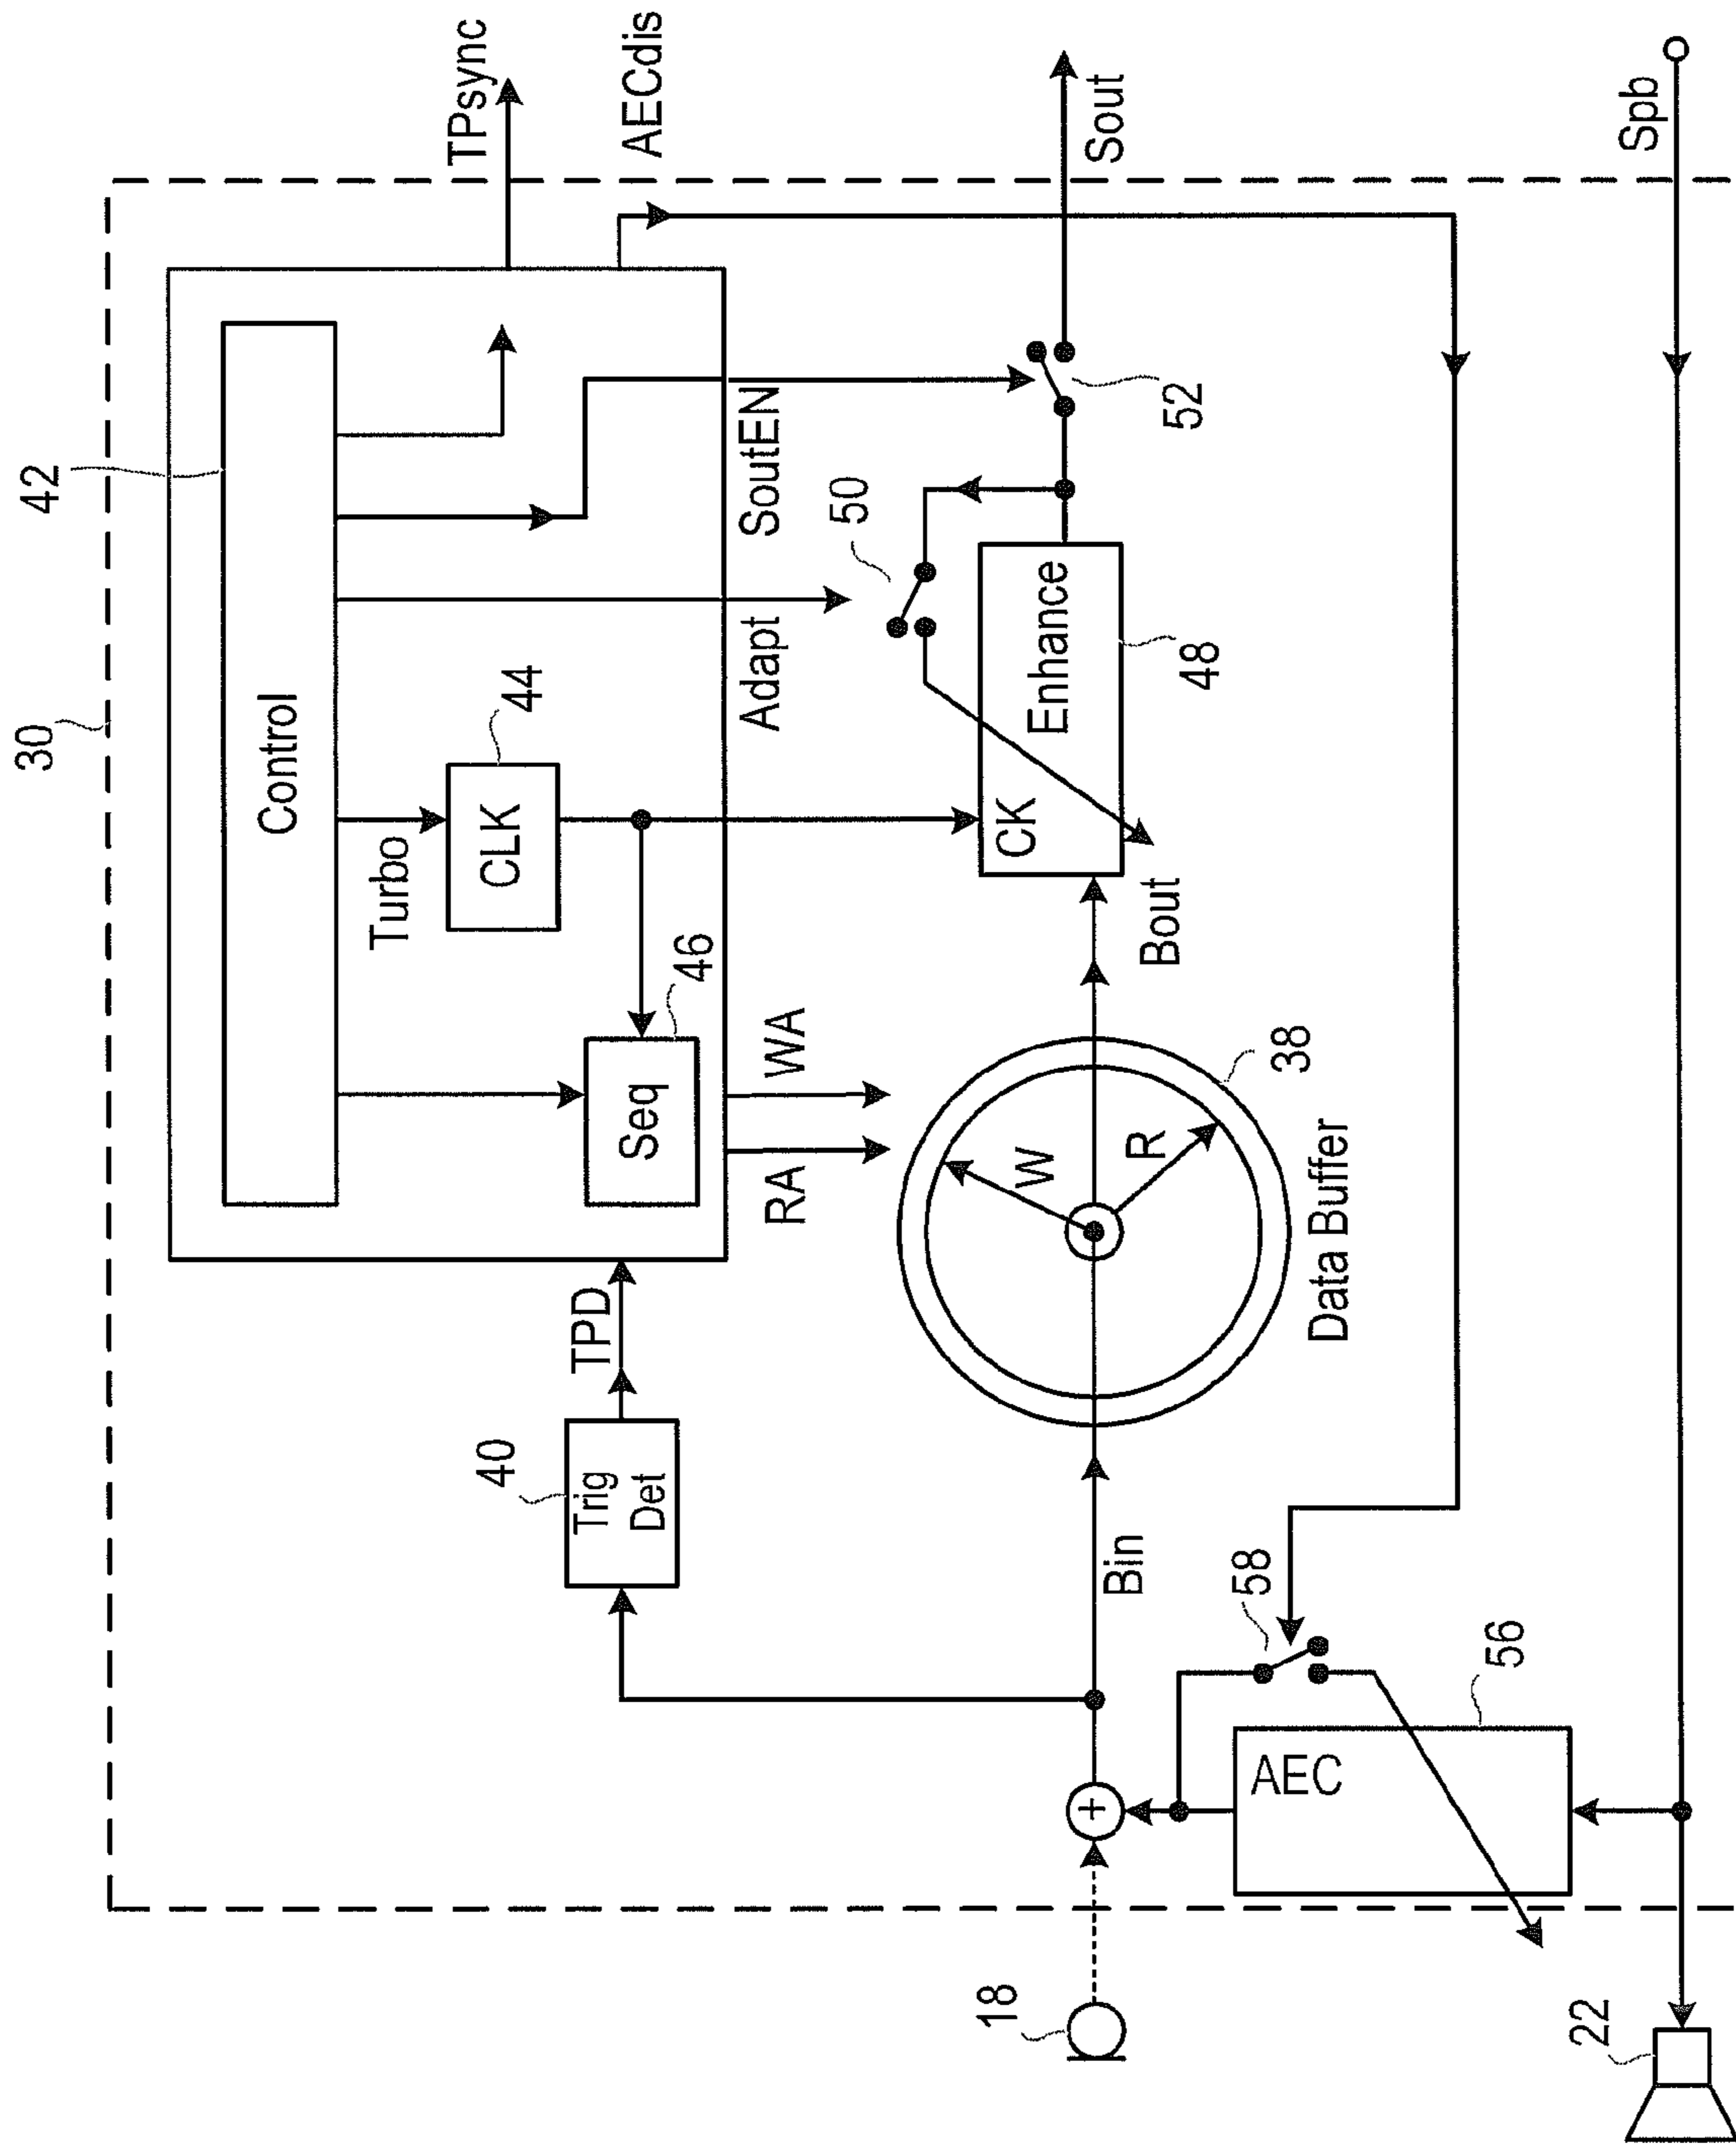 30
42
Control
TPsync
AECdis
Turbo
44
CLK
46
Seq
40
Trig
Det
TPD
RA
WA
Adapt
SoutEN
50
52
Sout
CK
Enhance
48
Bout
W
R
38
Data Buffer
Bin
18
+
58
56
AEC
Spb
22